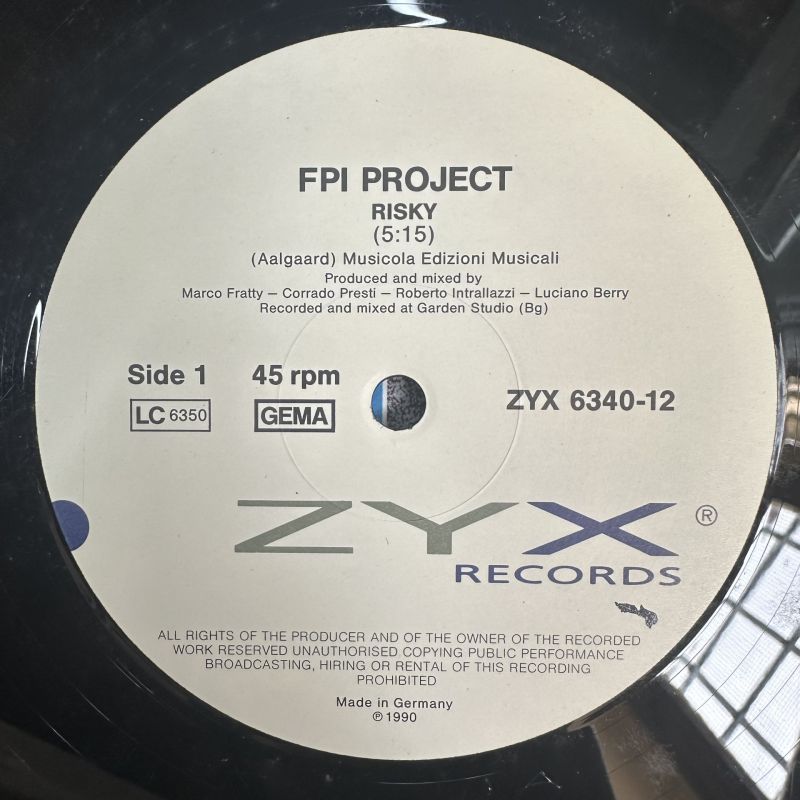 FPI PROJECT
RISKY
(5:15)
(Aalgaard) Musicola Edizioni Musicali
Produced and mixed by
Marco Fratty – Corrado Presti – Roberto Intrallazzi – Luciano Berry
Recorded and mixed at Garden Studio (Bg)
Side 1 45 rpm
LC 6350 GEMA ZYX 6340-12
ZYX ®
RECORDS
ALL RIGHTS OF THE PRODUCER AND OF THE OWNER OF THE RECORDED
WORK RESERVED UNAUTHORISED COPYING PUBLIC PERFORMANCE
BROADCASTING, HIRING OR RENTAL OF THIS RECORDING
PROHIBITED
Made in Germany
℗ 1990